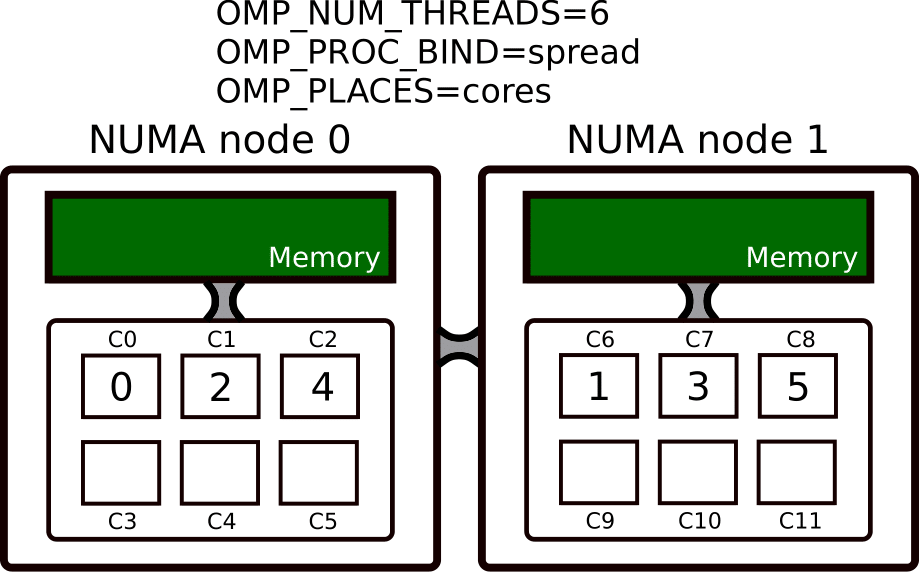 OMP_NUM_THREADS=6
OMP_PROC_BIND=spread
OMP_PLACES=cores
NUMA node 0
Memory
C0 C1 C2
0 2 4
C3 C4 C5
NUMA node 1
Memory
C6 C7 C8
1 3 5
C9 C10 C11